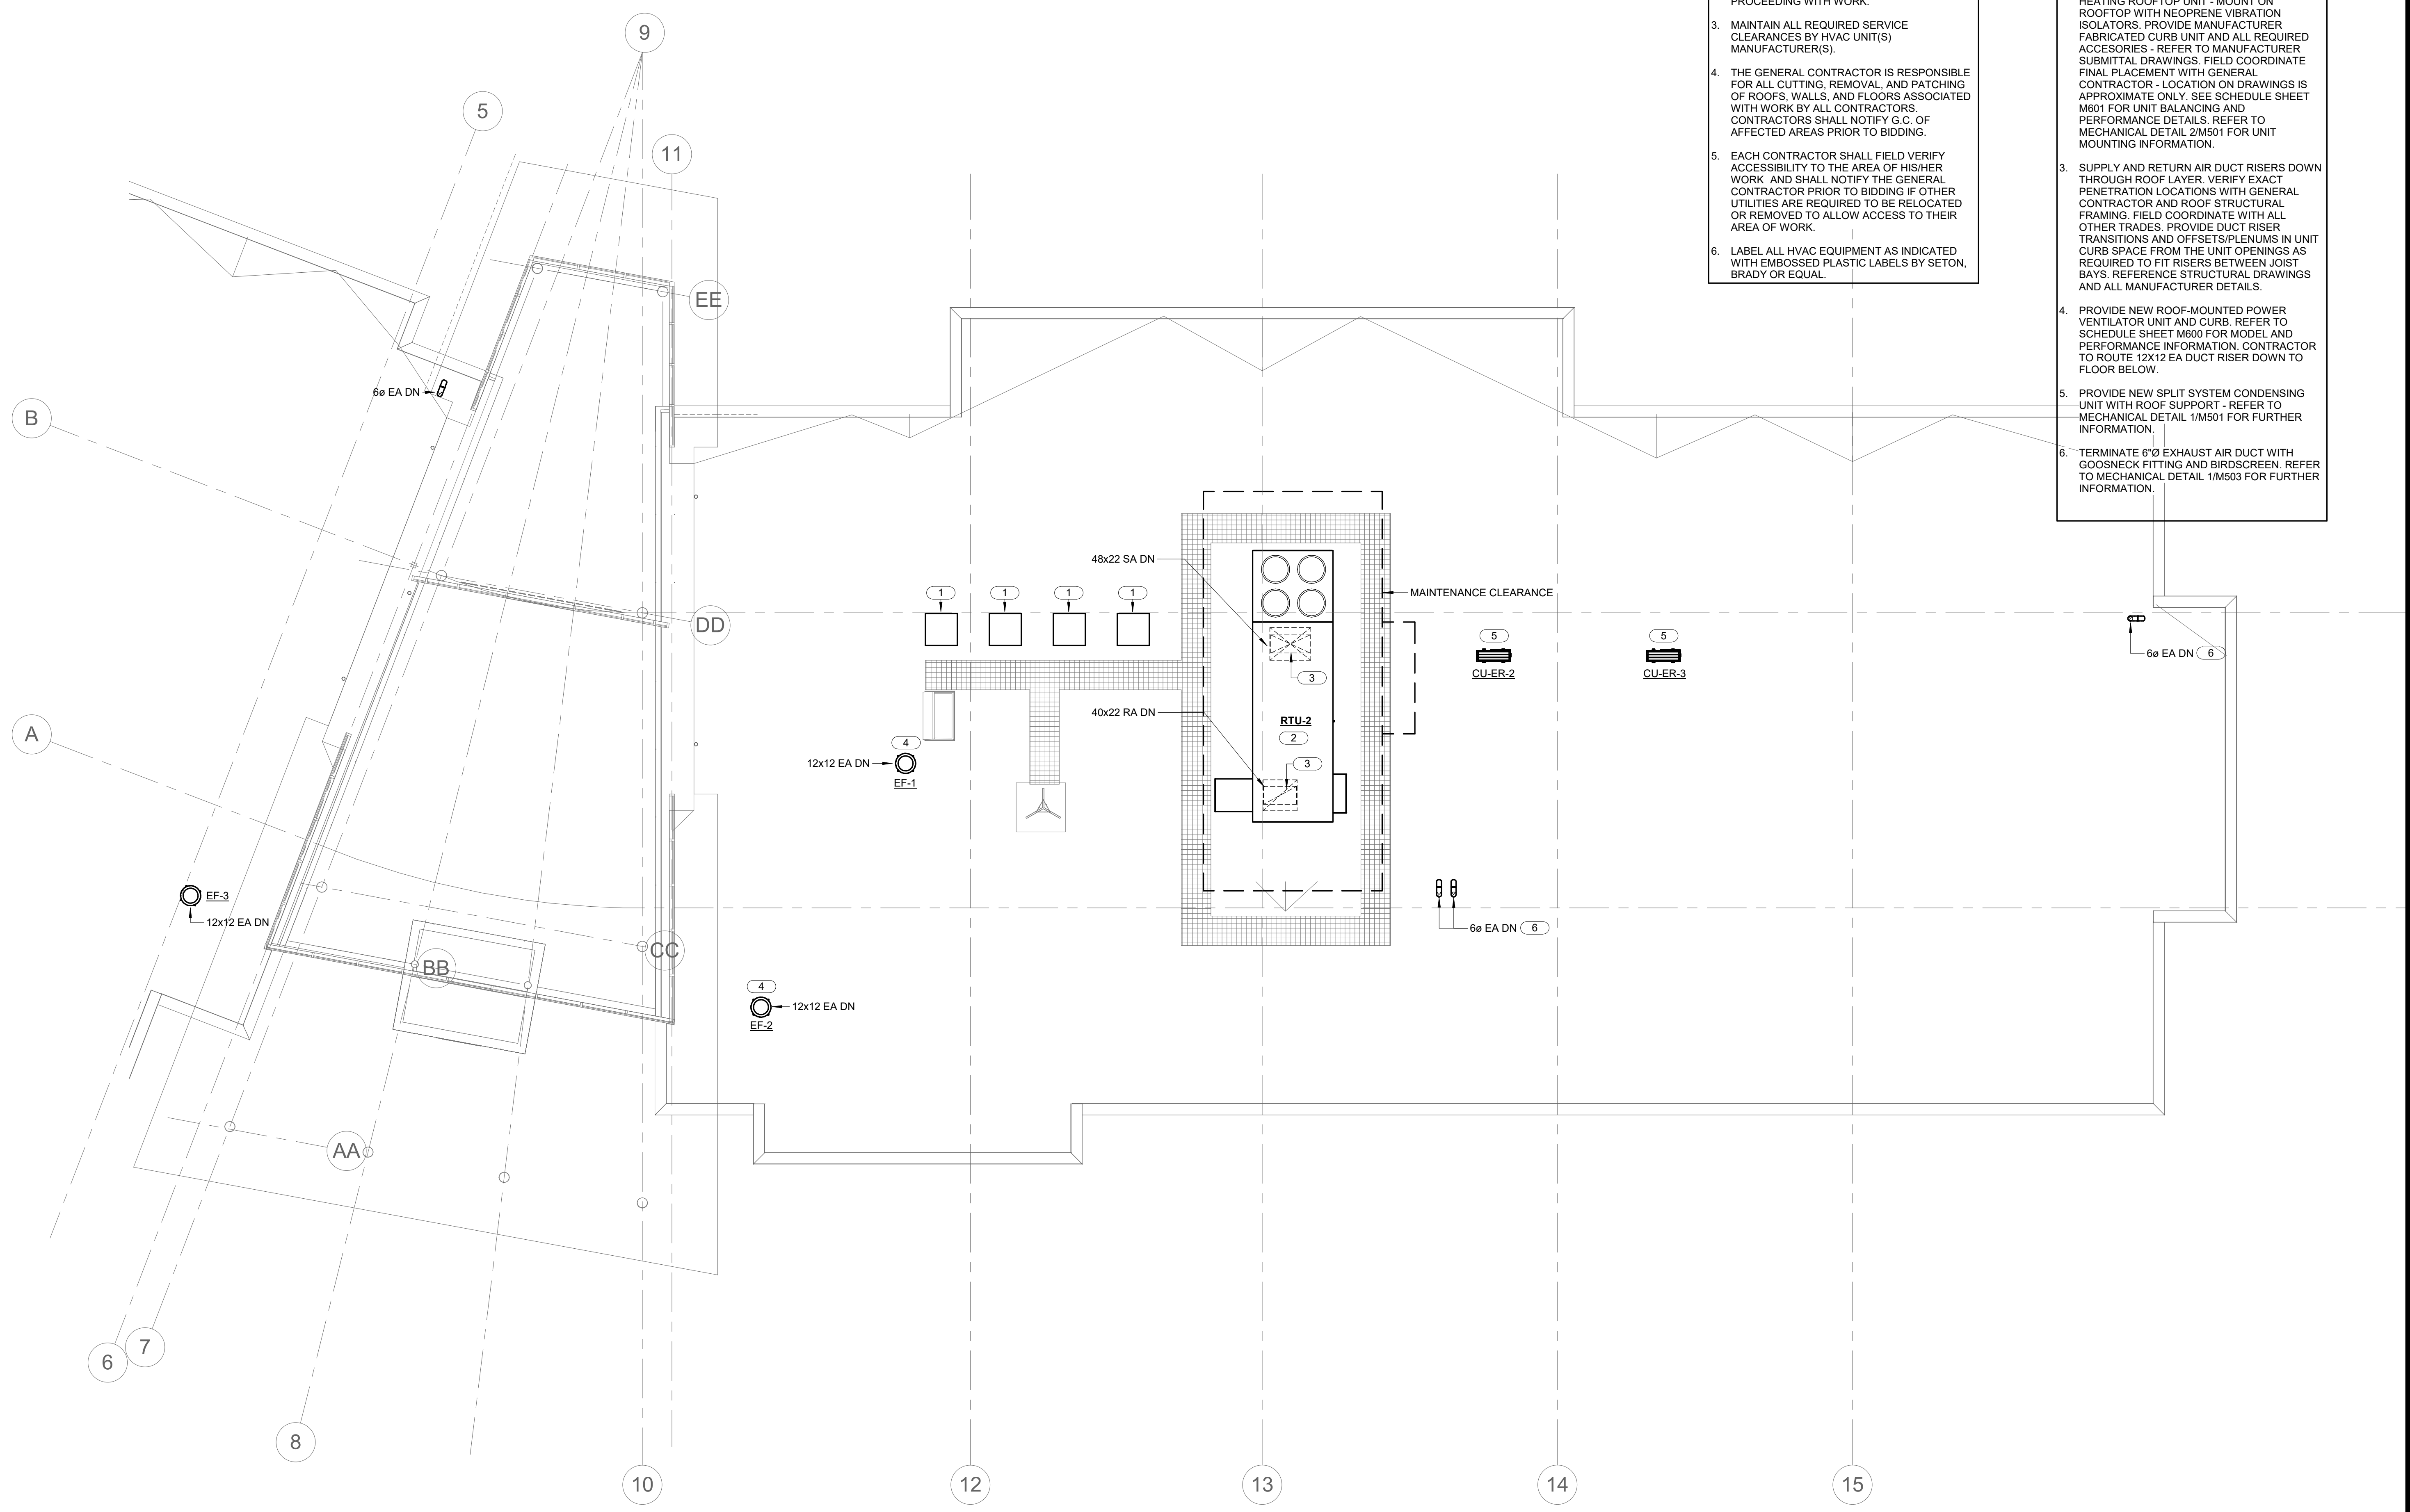 PROCEEDING WITH WORK.
3. MAINTAIN ALL REQUIRED SERVICE
CLEARANCES BY HVAC UNIT(S)
MANUFACTURER(S).
4. THE GENERAL CONTRACTOR IS RESPONSIBLE
FOR ALL CUTTING, REMOVAL, AND PATCHING
OF ROOFS, WALLS, AND FLOORS ASSOCIATED
WITH WORK BY ALL CONTRACTORS.
CONTRACTORS SHALL NOTIFY G.C. OF
AFFECTED AREAS PRIOR TO BIDDING.
5. EACH CONTRACTOR SHALL FIELD VERIFY
ACCESSIBILITY TO THE AREA OF HIS/HER
WORK AND SHALL NOTIFY THE GENERAL
CONTRACTOR PRIOR TO BIDDING IF OTHER
UTILITIES ARE REQUIRED TO BE RELOCATED
OR REMOVED TO ALLOW ACCESS TO THEIR
AREA OF WORK.
6. LABEL ALL HVAC EQUIPMENT AS INDICATED
WITH EMBOSSED PLASTIC LABELS BY SETON,
BRADY OR EQUAL.
HEATING ROOFTOP UNIT - MOUNT ON
ROOFTOP WITH NEOPRENE VIBRATION
ISOLATORS. PROVIDE MANUFACTURER
FABRICATED CURB UNIT AND ALL REQUIRED
ACCESORIES - REFER TO MANUFACTURER
SUBMITTAL DRAWINGS. FIELD COORDINATE
FINAL PLACEMENT WITH GENERAL
CONTRACTOR - LOCATION ON DRAWINGS IS
APPROXIMATE ONLY. SEE SCHEDULE SHEET
M601 FOR UNIT BALANCING AND
PERFORMANCE DETAILS. REFER TO
MECHANICAL DETAIL 2/M501 FOR UNIT
MOUNTING INFORMATION.
3. SUPPLY AND RETURN AIR DUCT RISERS DOWN
THROUGH ROOF LAYER. VERIFY EXACT
PENETRATION LOCATIONS WITH GENERAL
CONTRACTOR AND ROOF STRUCTURAL
FRAMING. FIELD COORDINATE WITH ALL
OTHER TRADES. PROVIDE DUCT RISER
TRANSITIONS AND OFFSETS/PLENUMS IN UNIT
CURB SPACE FROM THE UNIT OPENINGS AS
REQUIRED TO FIT RISERS BETWEEN JOIST
BAYS. REFERENCE STRUCTURAL DRAWINGS
AND ALL MANUFACTURER DETAILS.
4. PROVIDE NEW ROOF-MOUNTED POWER
VENTILATOR UNIT AND CURB. REFER TO
SCHEDULE SHEET M600 FOR MODEL AND
PERFORMANCE INFORMATION. CONTRACTOR
TO ROUTE 12X12 EA DUCT RISER DOWN TO
FLOOR BELOW.
5. PROVIDE NEW SPLIT SYSTEM CONDENSING
UNIT WITH ROOF SUPPORT - REFER TO
MECHANICAL DETAIL 1/M501 FOR FURTHER
INFORMATION.
6. TERMINATE 6"Ø EXHAUST AIR DUCT WITH
GOOSNECK FITTING AND BIRDSCREEN. REFER
TO MECHANICAL DETAIL 1/M503 FOR FURTHER
INFORMATION.
9
5
11
EE
6ø EA DN
B
48x22 SA DN
1
1
1
1
MAINTENANCE CLEARANCE
DD
5
5
CU-ER-2
CU-ER-3
6ø EA DN
6
3
40x22 RA DN
RTU-2
2
A
4
12x12 EA DN
EF-1
3
EF-3
12x12 EA DN
6ø EA DN
6
CC
BB
4
12x12 EA DN
EF-2
AA
7
6
8
10
12
13
14
15